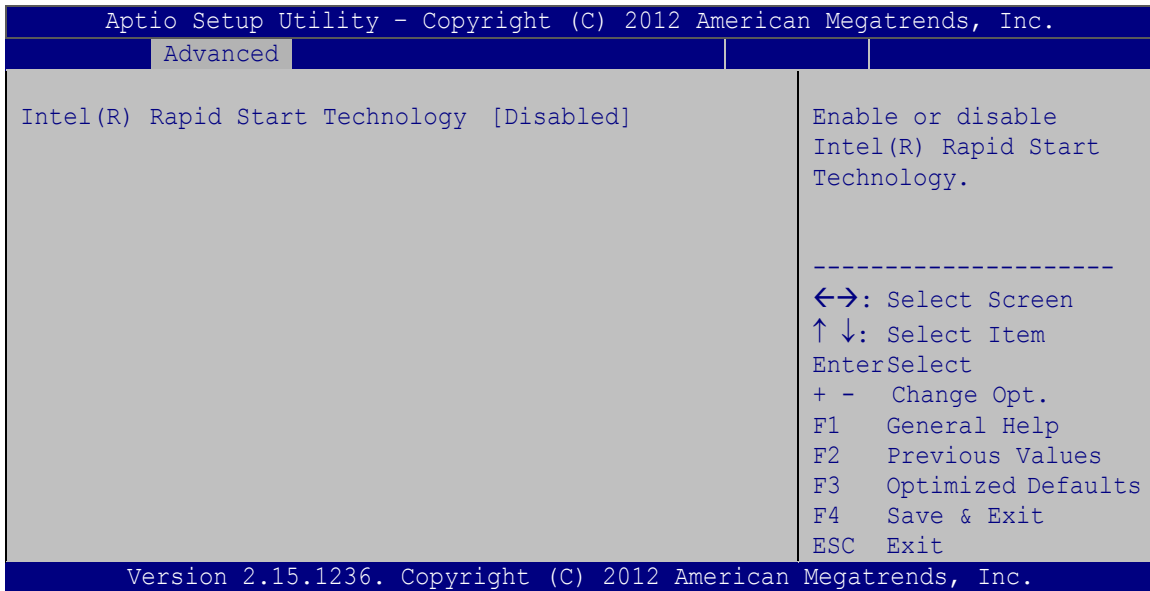 Aptio Setup Utility – Copyright (C) 2012 American Megatrends, Inc.
Advanced
Intel(R) Rapid Start Technology [Disabled]
Enable or disable
Intel(R) Rapid Start
Technology.
---------------------
←→: Select Screen
↑ ↓: Select Item
EnterSelect
+ - Change Opt.
F1 General Help
F2 Previous Values
F3 Optimized Defaults
F4 Save & Exit
ESC Exit
Version 2.15.1236. Copyright (C) 2012 American Megatrends, Inc.